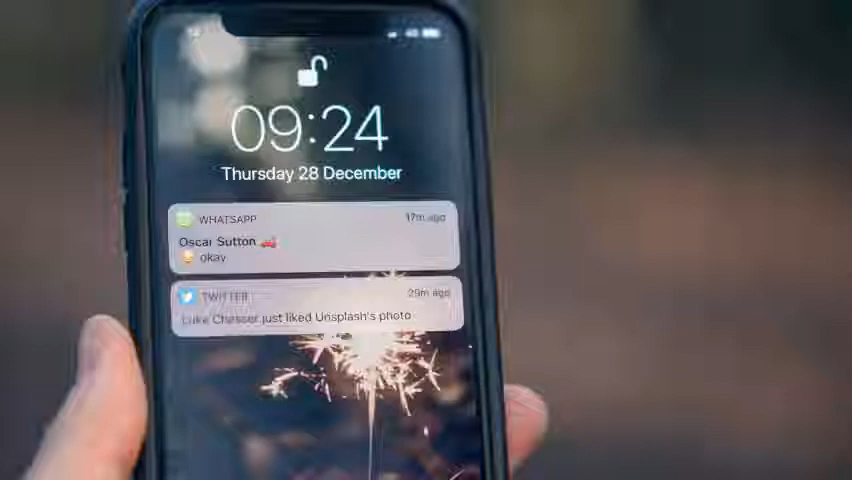 09:24
Thursday 28 December
WHATSAPP 17m ago
Oscar Sutton 🏎️
okay
TWITTER 29m ago
Luke Chesser just liked Unsplash's photo